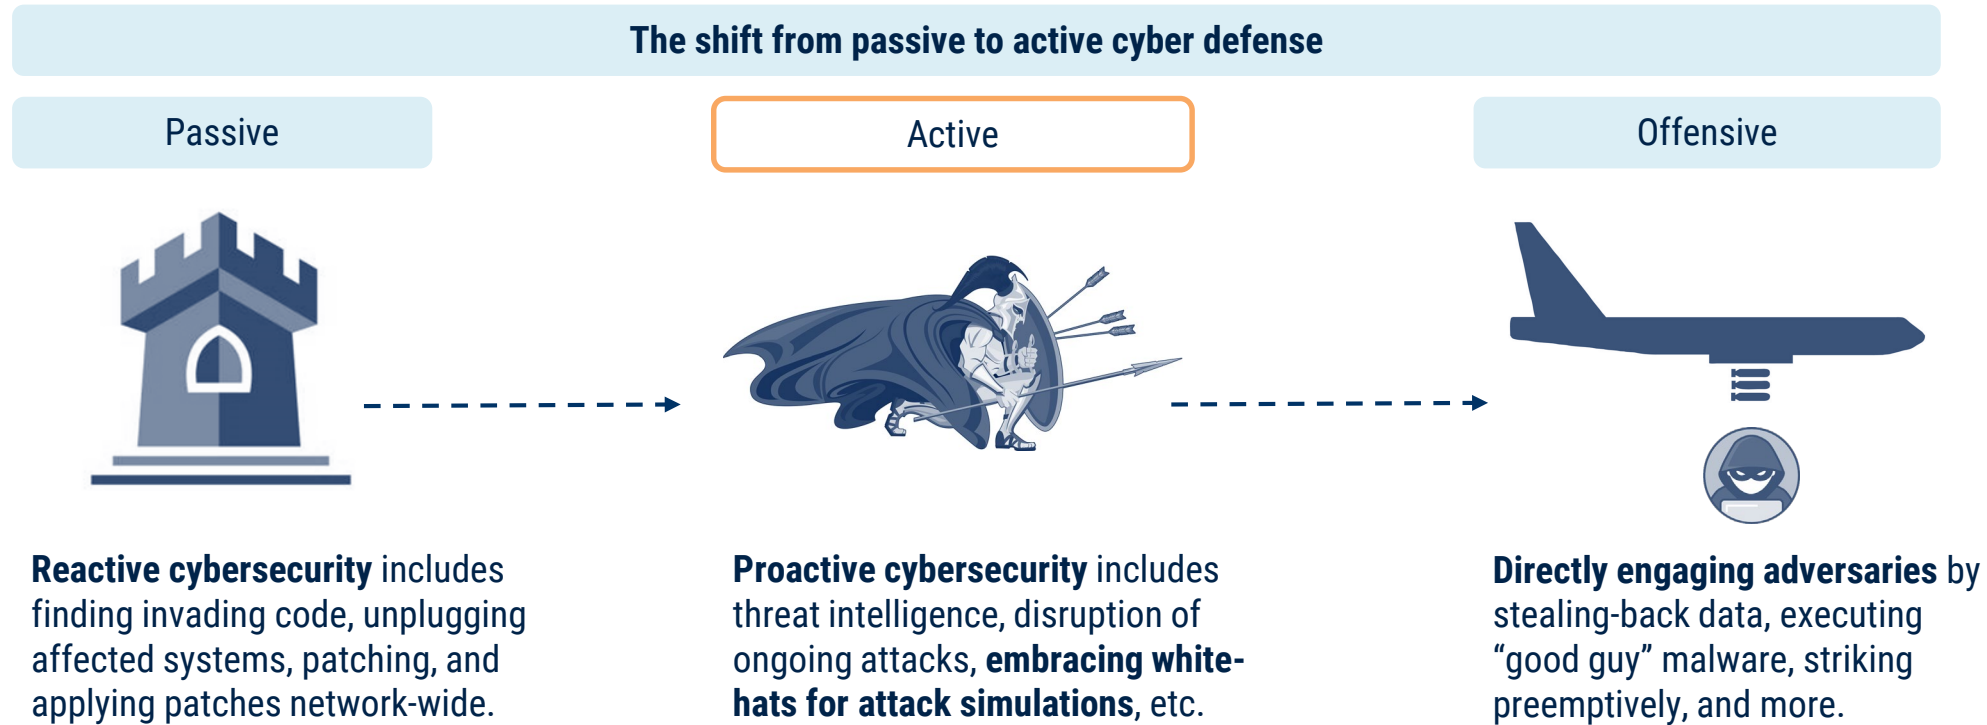 The shift from passive to active cyber defense
Passive
Active
Offensive
Reactive cybersecurity includes
finding invading code, unplugging
affected systems, patching, and
applying patches network-wide.
Proactive cybersecurity includes
threat intelligence, disruption of
ongoing attacks, embracing white-
hats for attack simulations, etc.
Directly engaging adversaries by
stealing-back data, executing
“good guy” malware, striking
preemptively, and more.